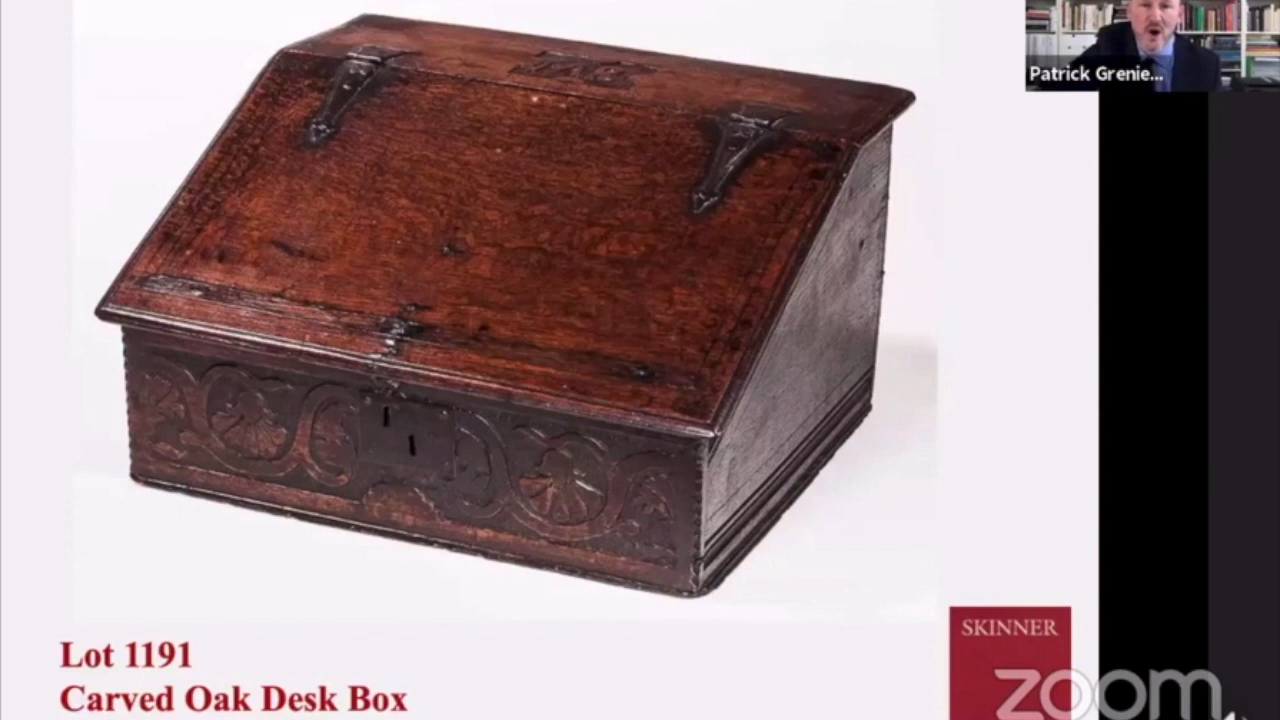 Patrick Grenie...
Lot 1191
Carved Oak Desk Box
SKINNER
zoom